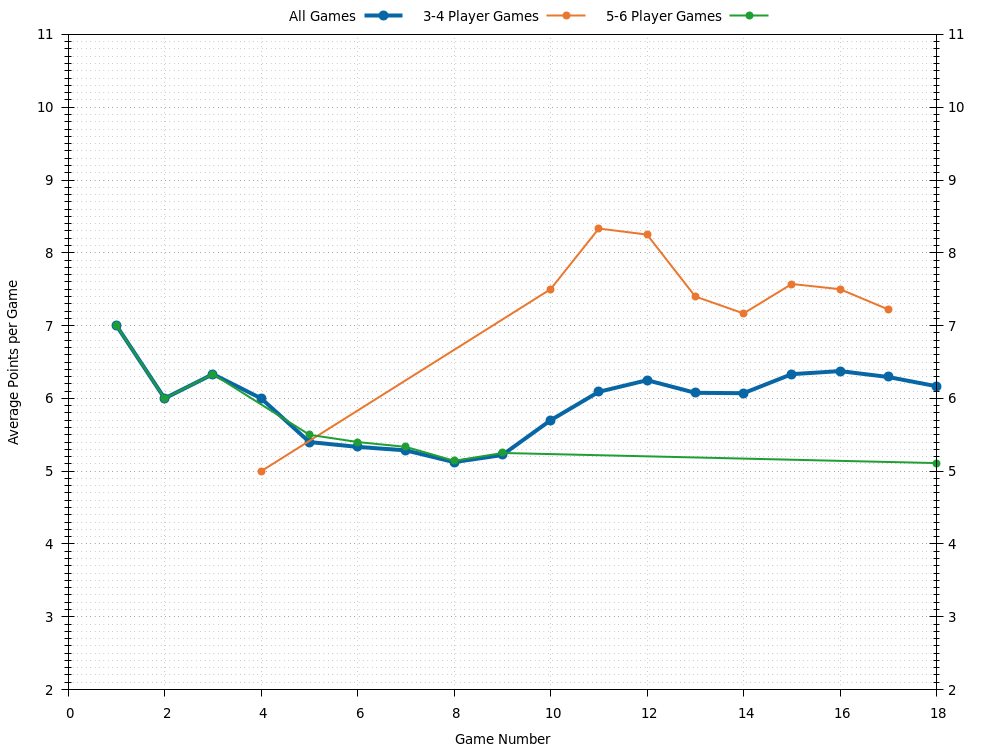 All Games 3-4 Player Games 5-6 Player Games
11 11
10 10
9 9
8 8
7 7
6 6
5 5
4 4
3 3
2 2
0 2 4 6 8 10 12 14 16 18
Average Points per Game
Game Number